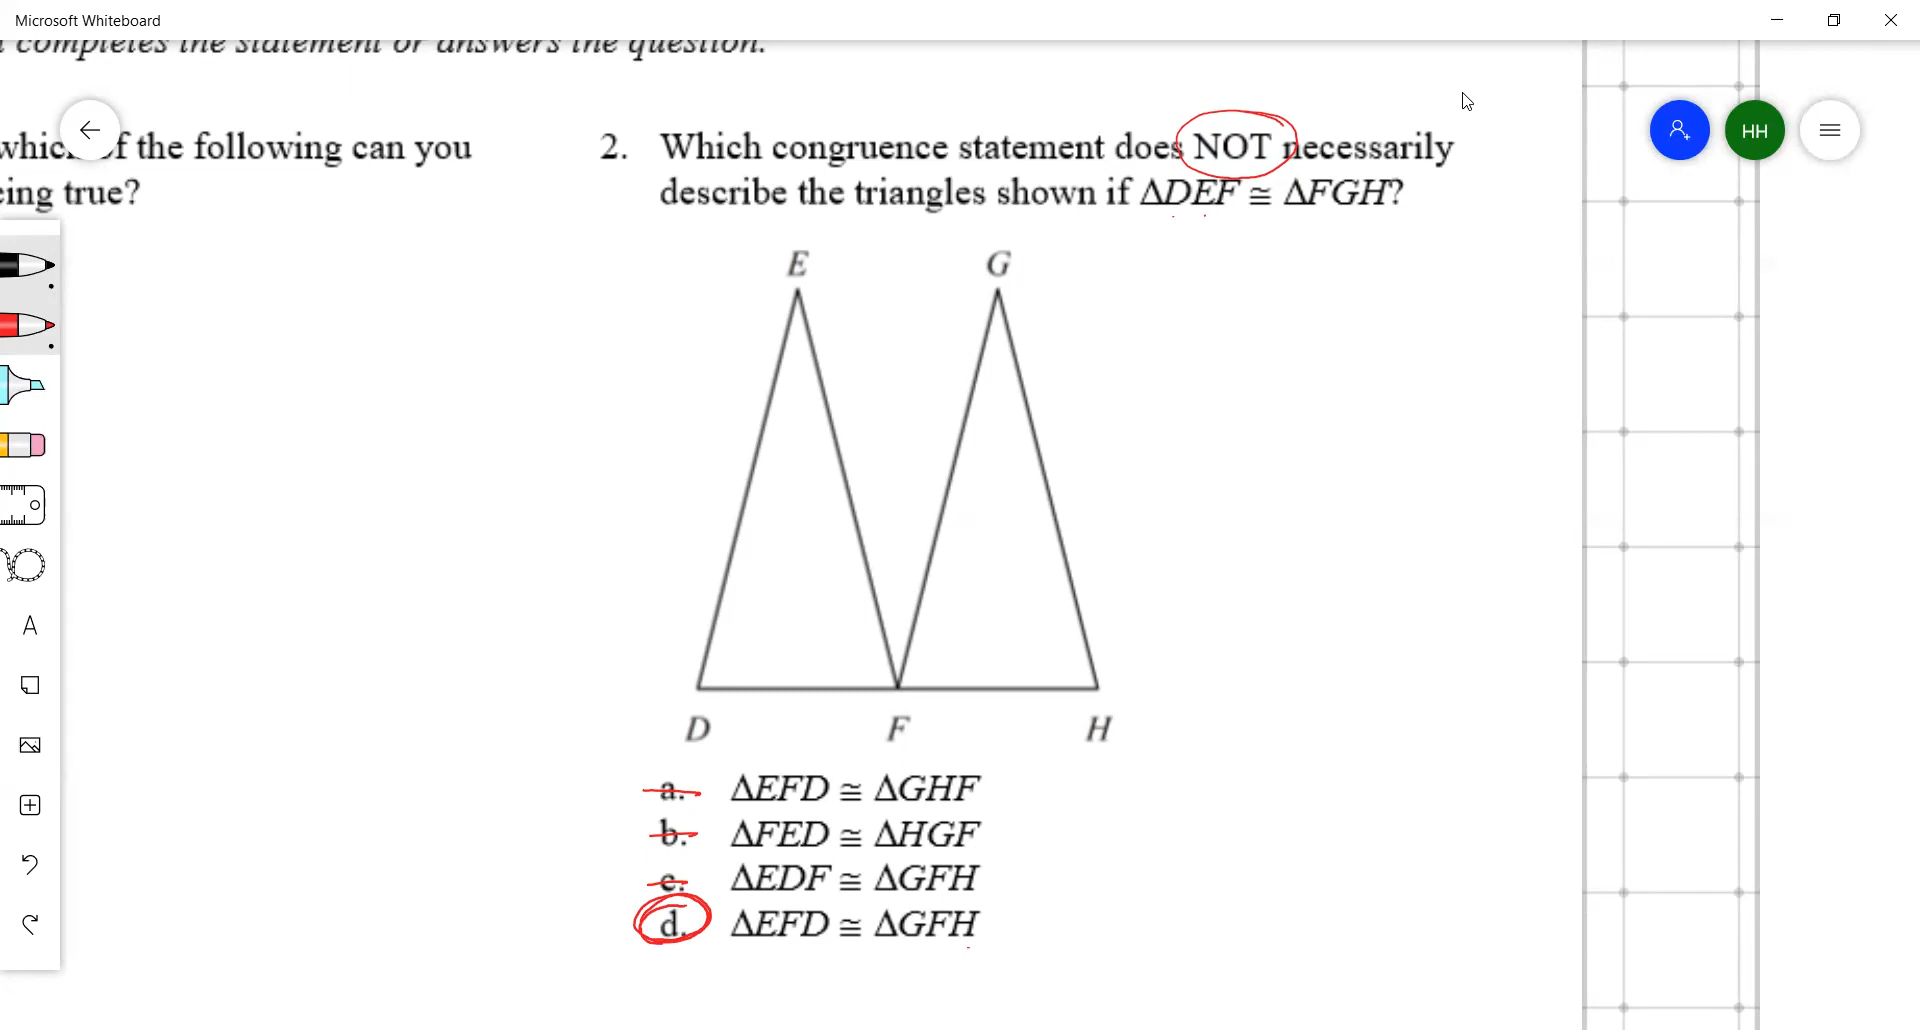 Microsoft Whiteboard
completes the statement or answers the question.
of the following can you
being true?
2. Which congruence statement does NOT necessarily
describe the triangles shown if ΔDEF ≅ ΔFGH?
HH
E G
D F H
a. ΔEFD ≅ ΔGHF
b. ΔFED ≅ ΔHGF
c. ΔEDF ≅ ΔGFH
d. ΔEFD ≅ ΔGFH